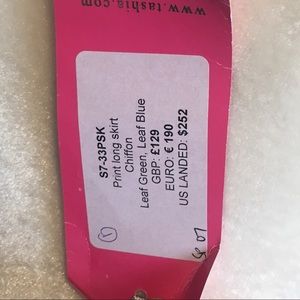 www.tashia.com
S7-33PSK
Print long skirt
Chiffon
Leaf Green, Leaf Blue
GBP: £129
EURO: € 190
US LANDED: $252